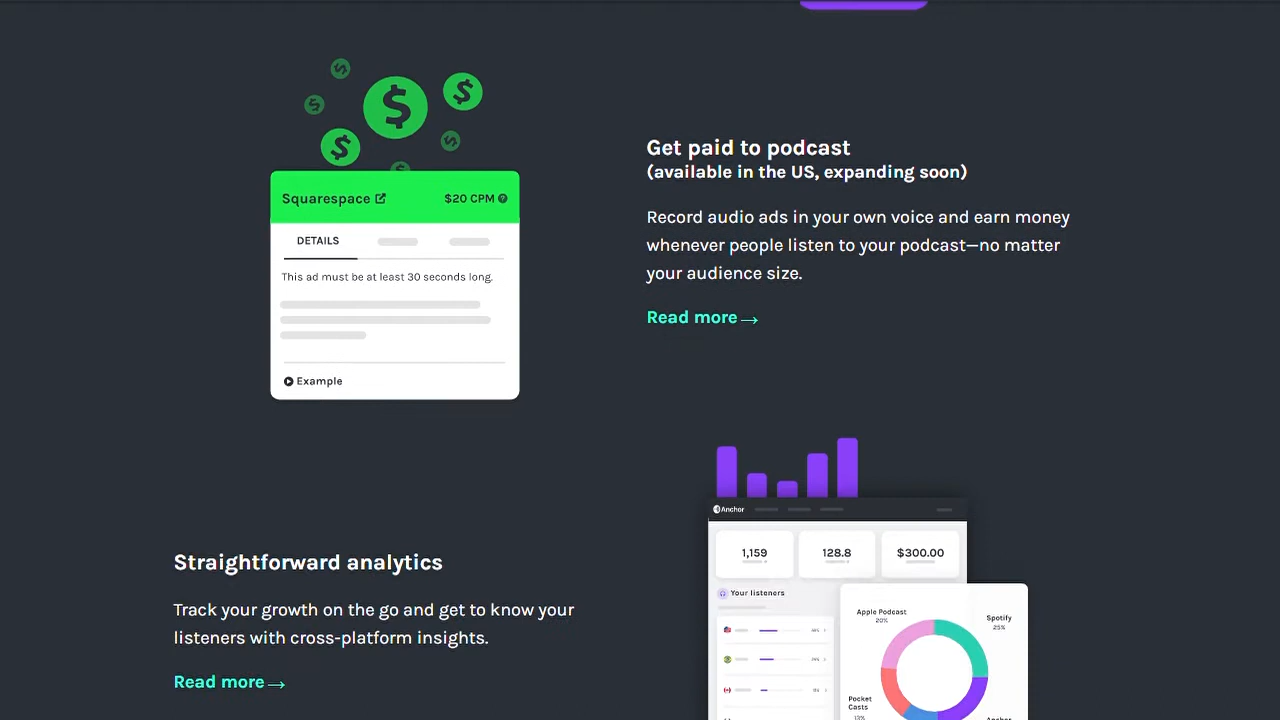 Get paid to podcast
(available in the US, expanding soon)
Record audio ads in your own voice and earn money
whenever people listen to your podcast—no matter
your audience size.
Read more→
Squarespace
$20 CPM
DETAILS
This ad must be at least 30 seconds long.
Example
Straightforward analytics
Track your growth on the go and get to know your
listeners with cross-platform insights.
Read more→
Anchor
1,159
128.8
$300.00
Your listeners
Apple Podcast
20%
Spotify
25%
Pocket
Casts
13%
Anchor